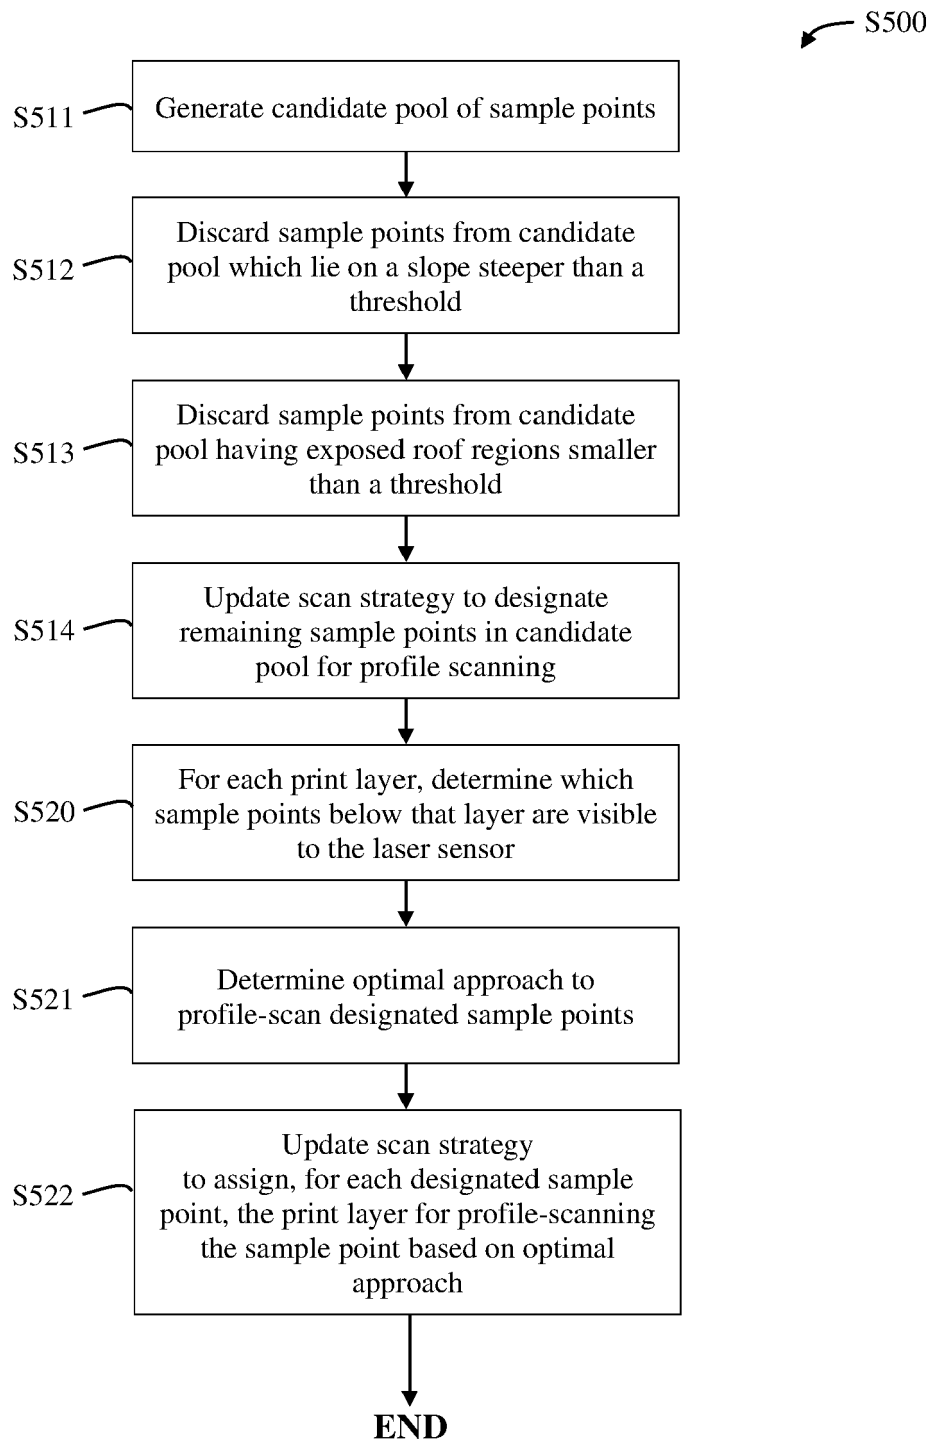 S500
S511
Generate candidate pool of sample points
S512
Discard sample points from candidate
pool which lie on a slope steeper than a
threshold
S513
Discard sample points from candidate
pool having exposed roof regions smaller
than a threshold
S514
Update scan strategy to designate
remaining sample points in candidate
pool for profile scanning
S520
For each print layer, determine which
sample points below that layer are visible
to the laser sensor
S521
Determine optimal approach to
profile-scan designated sample points
S522
Update scan strategy
to assign, for each designated sample
point, the print layer for profile-scanning
the sample point based on optimal
approach
END